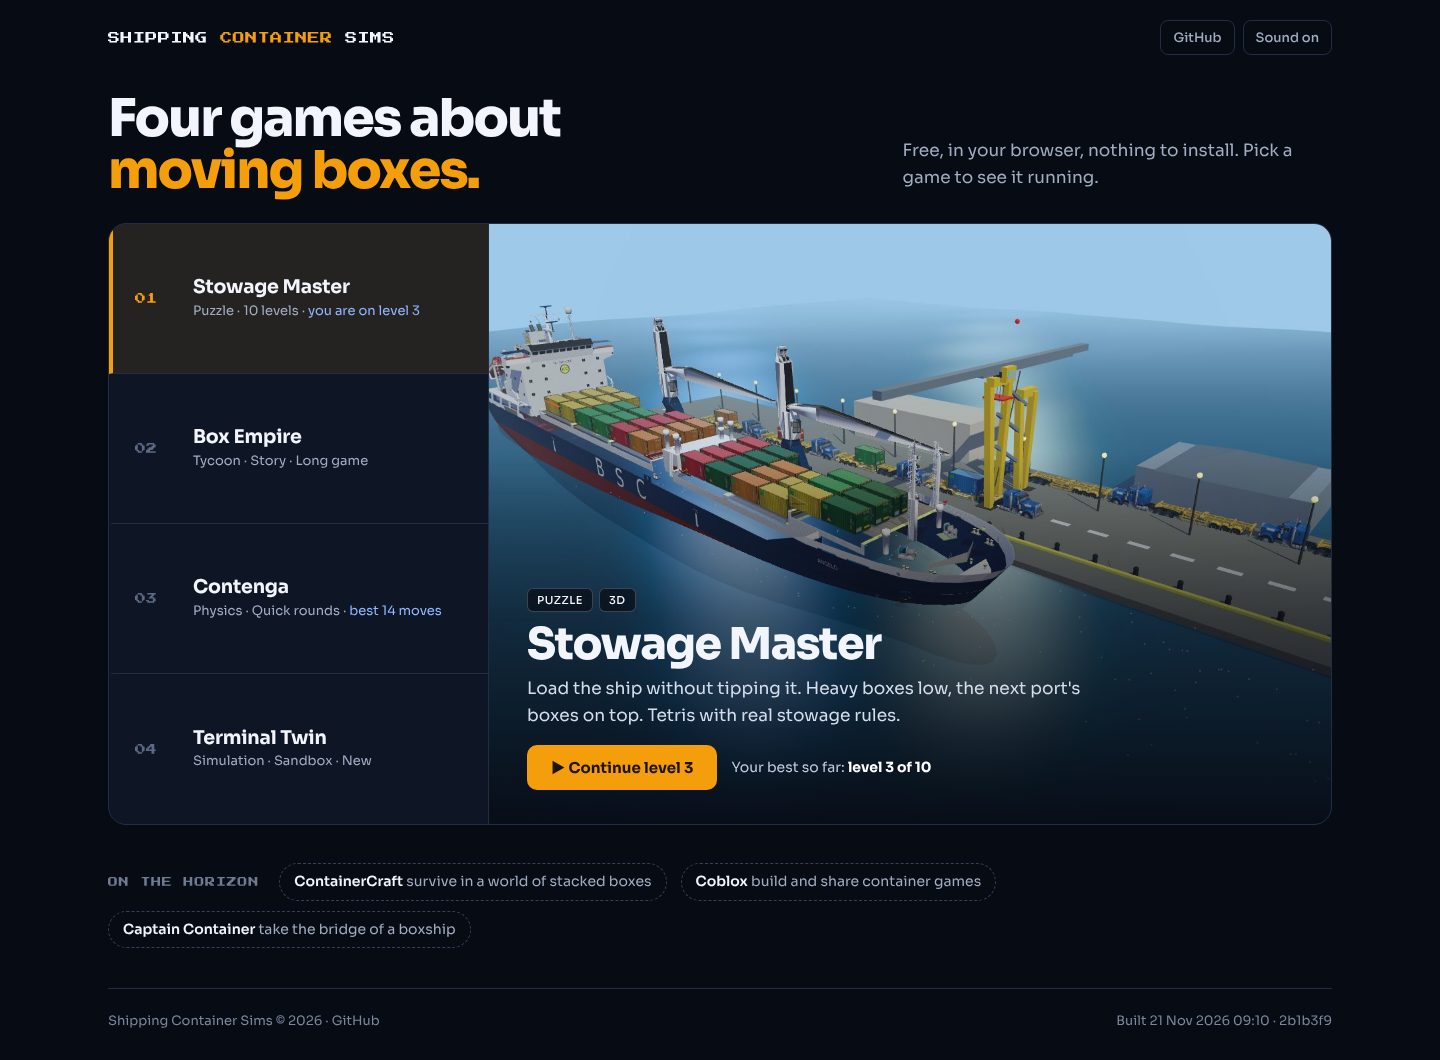 SHIPPING CONTAINER SIMS
GitHub
Sound on
Four games about
moving boxes.
Free, in your browser, nothing to install. Pick a
game to see it running.
01
Stowage Master
Puzzle · 10 levels · you are on level 3
02
Box Empire
Tycoon · Story · Long game
03
Contenga
Physics · Quick rounds · best 14 moves
04
Terminal Twin
Simulation · Sandbox · New
BSC
PUZZLE
3D
Stowage Master
Load the ship without tipping it. Heavy boxes low, the next port's
boxes on top. Tetris with real stowage rules.
▶ Continue level 3
Your best so far: level 3 of 10
ON THE HORIZON
ContainerCraft survive in a world of stacked boxes
Coblox build and share container games
Captain Container take the bridge of a boxship
Shipping Container Sims © 2026 · GitHub
Built 21 Nov 2026 09:10 · 2b1b3f9